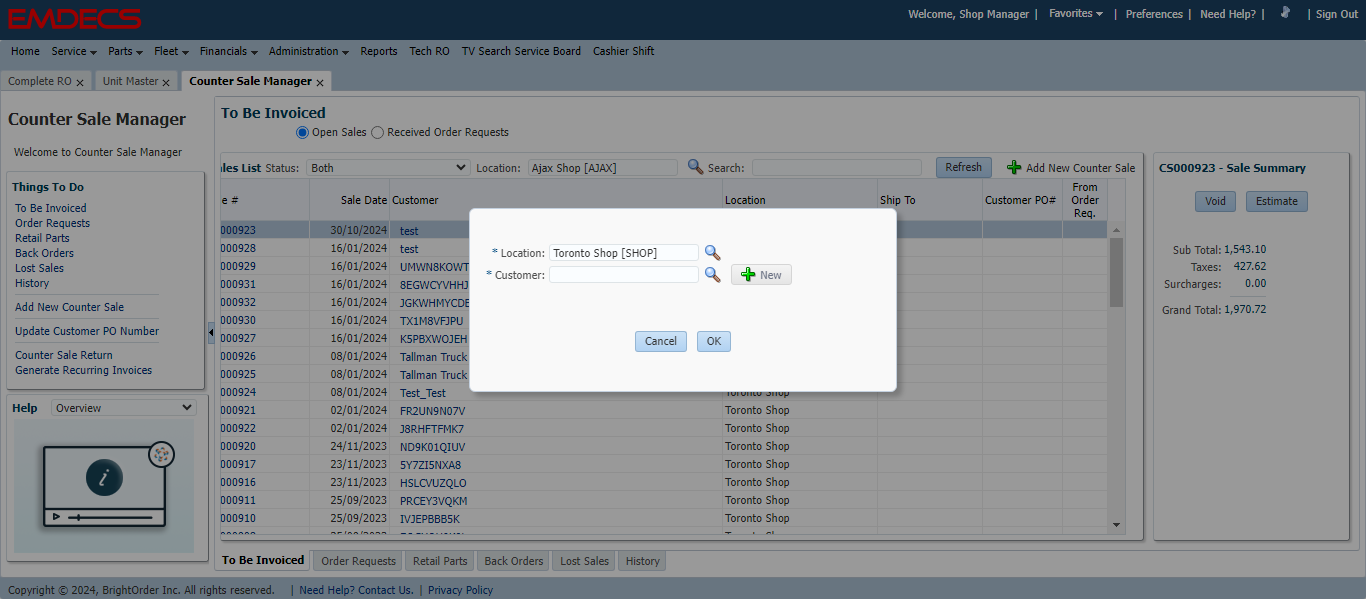 EMDECS
Welcome, Shop Manager | Favorites | Preferences | Need Help? | | Sign Out
Home Service Parts Fleet Financials Administration Reports Tech RO TV Search Service Board Cashier Shift
Complete RO × Unit Master × Counter Sale Manager ×
Counter Sale Manager
Welcome to Counter Sale Manager
Things To Do
To Be Invoiced
Order Requests
Retail Parts
Back Orders
Lost Sales
History
Add New Counter Sale
Update Customer PO Number
Counter Sale Return
Generate Recurring Invoices
Help Overview
i
To Be Invoiced
Open Sales Received Order Requests
les List Status: Both Location: Ajax Shop [AJAX] Search: Refresh Add New Counter Sale
e # Sale Date Customer Location Ship To Customer PO# From Order Req.
000923 30/10/2024 test
000928 16/01/2024 test
000929 16/01/2024 UMWN8KOWT
000931 16/01/2024 8EGWCYVHHJ
000932 16/01/2024 JGKWHMYCDE
000930 16/01/2024 TX1M8VFJPU
000927 16/01/2024 K5PBXWOJEH
000926 08/01/2024 Tallman Truck
000925 08/01/2024 Tallman Truck
000924 08/01/2024 Test_Test Toronto Shop
000921 02/01/2024 FR2UN9N07V Toronto Shop
000922 02/01/2024 J8RHFTFMK7 Toronto Shop
000920 24/11/2023 ND9K01QIUV Toronto Shop
000917 23/11/2023 5Y7ZI5NXA8 Toronto Shop
000916 23/11/2023 HSLCVUZQLO Toronto Shop
000911 25/09/2023 PRCEY3VQKM Toronto Shop
000910 25/09/2023 IVJEPBBB5K Toronto Shop
* Location: Toronto Shop [SHOP]
* Customer: New
Cancel OK
CS000923 - Sale Summary
Void Estimate
Sub Total: 1,543.10
Taxes: 427.62
Surcharges: 0.00
Grand Total: 1,970.72
To Be Invoiced Order Requests Retail Parts Back Orders Lost Sales History
Copyright © 2024, BrightOrder Inc. All rights reserved. | Need Help? Contact Us. | Privacy Policy